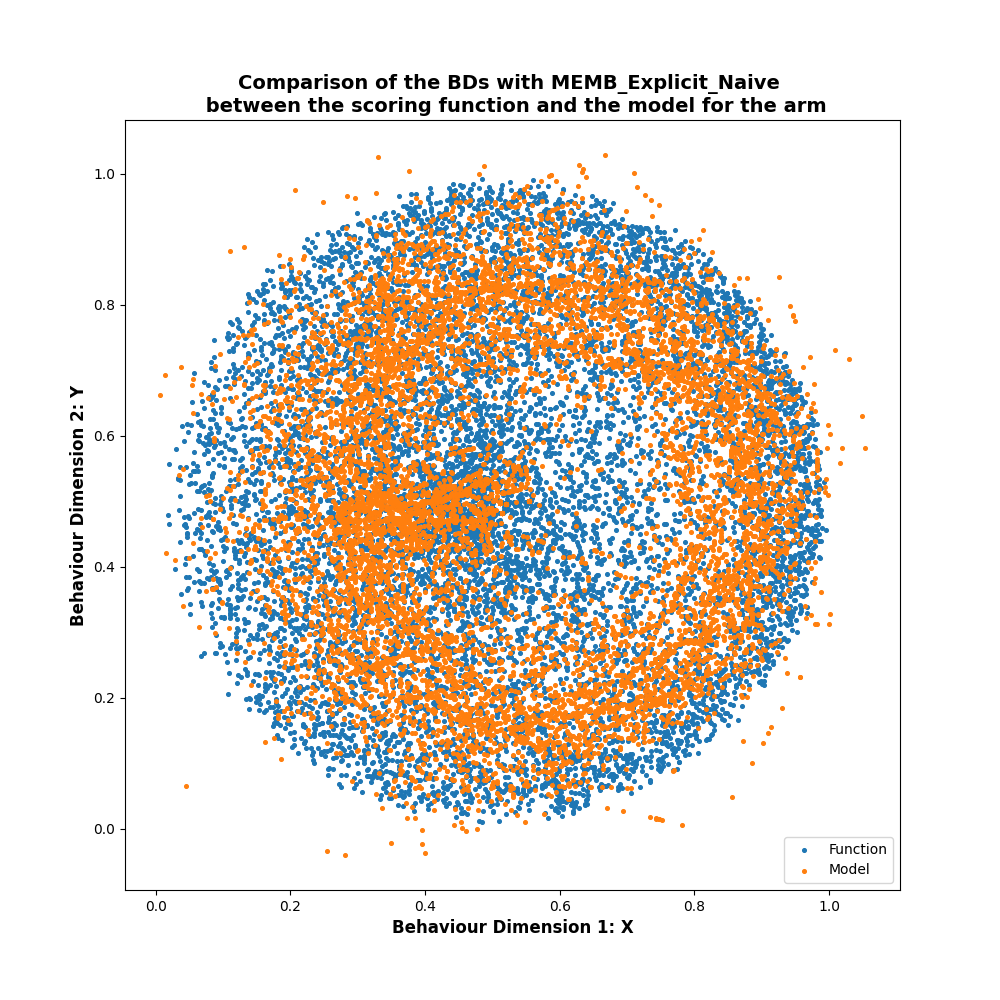 Comparison of the BDs with MEMB_Explicit_Naive
between the scoring function and the model for the arm
Behaviour Dimension 2: Y
1.0
0.8
0.6
0.4
0.2
0.0
0.0 0.2 0.4 0.6 0.8 1.0
Behaviour Dimension 1: X
Function
Model